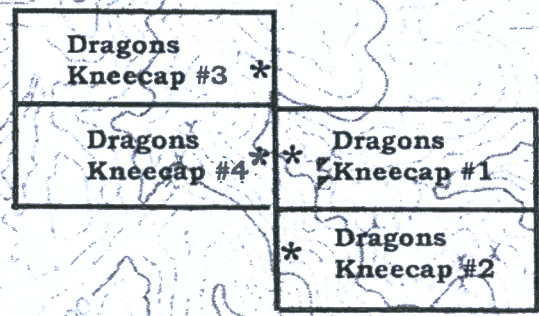 Dragons
Kneecap #3 *
Dragons
Kneecap #4 *
* Dragons
Kneecap #1
* Dragons
Kneecap #2